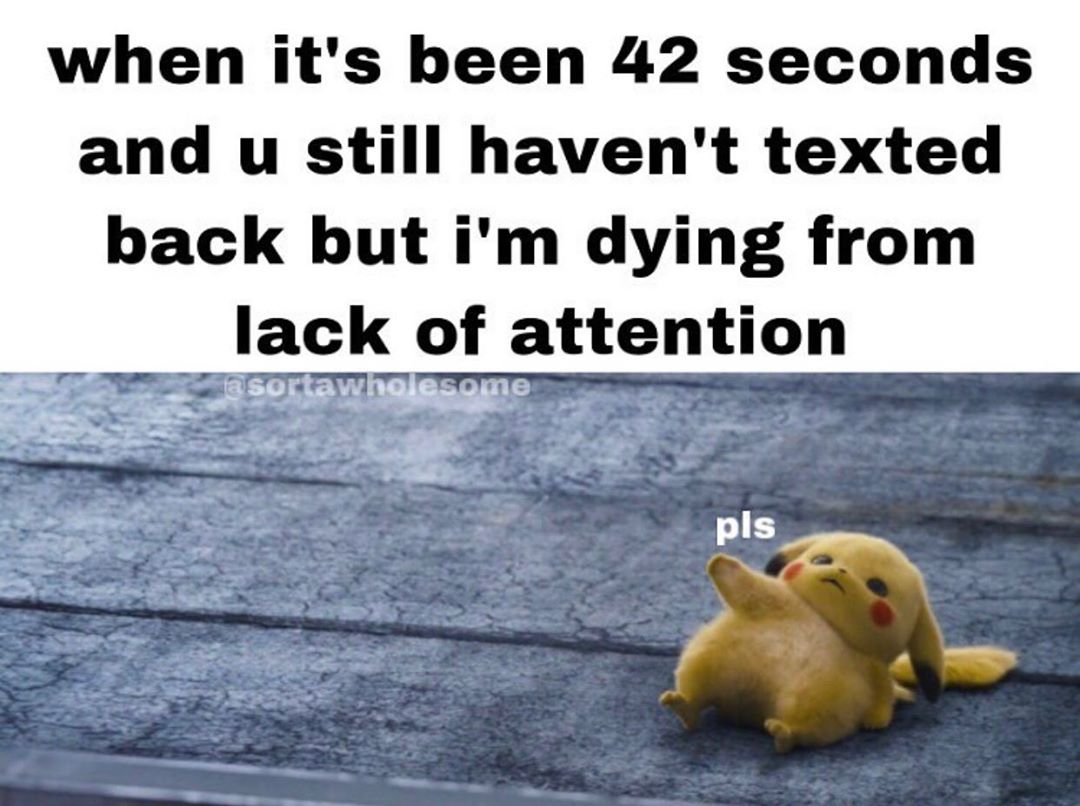 when it's been 42 seconds
and u still haven't texted
back but i'm dying from
lack of attention
@sortawholesome
pls